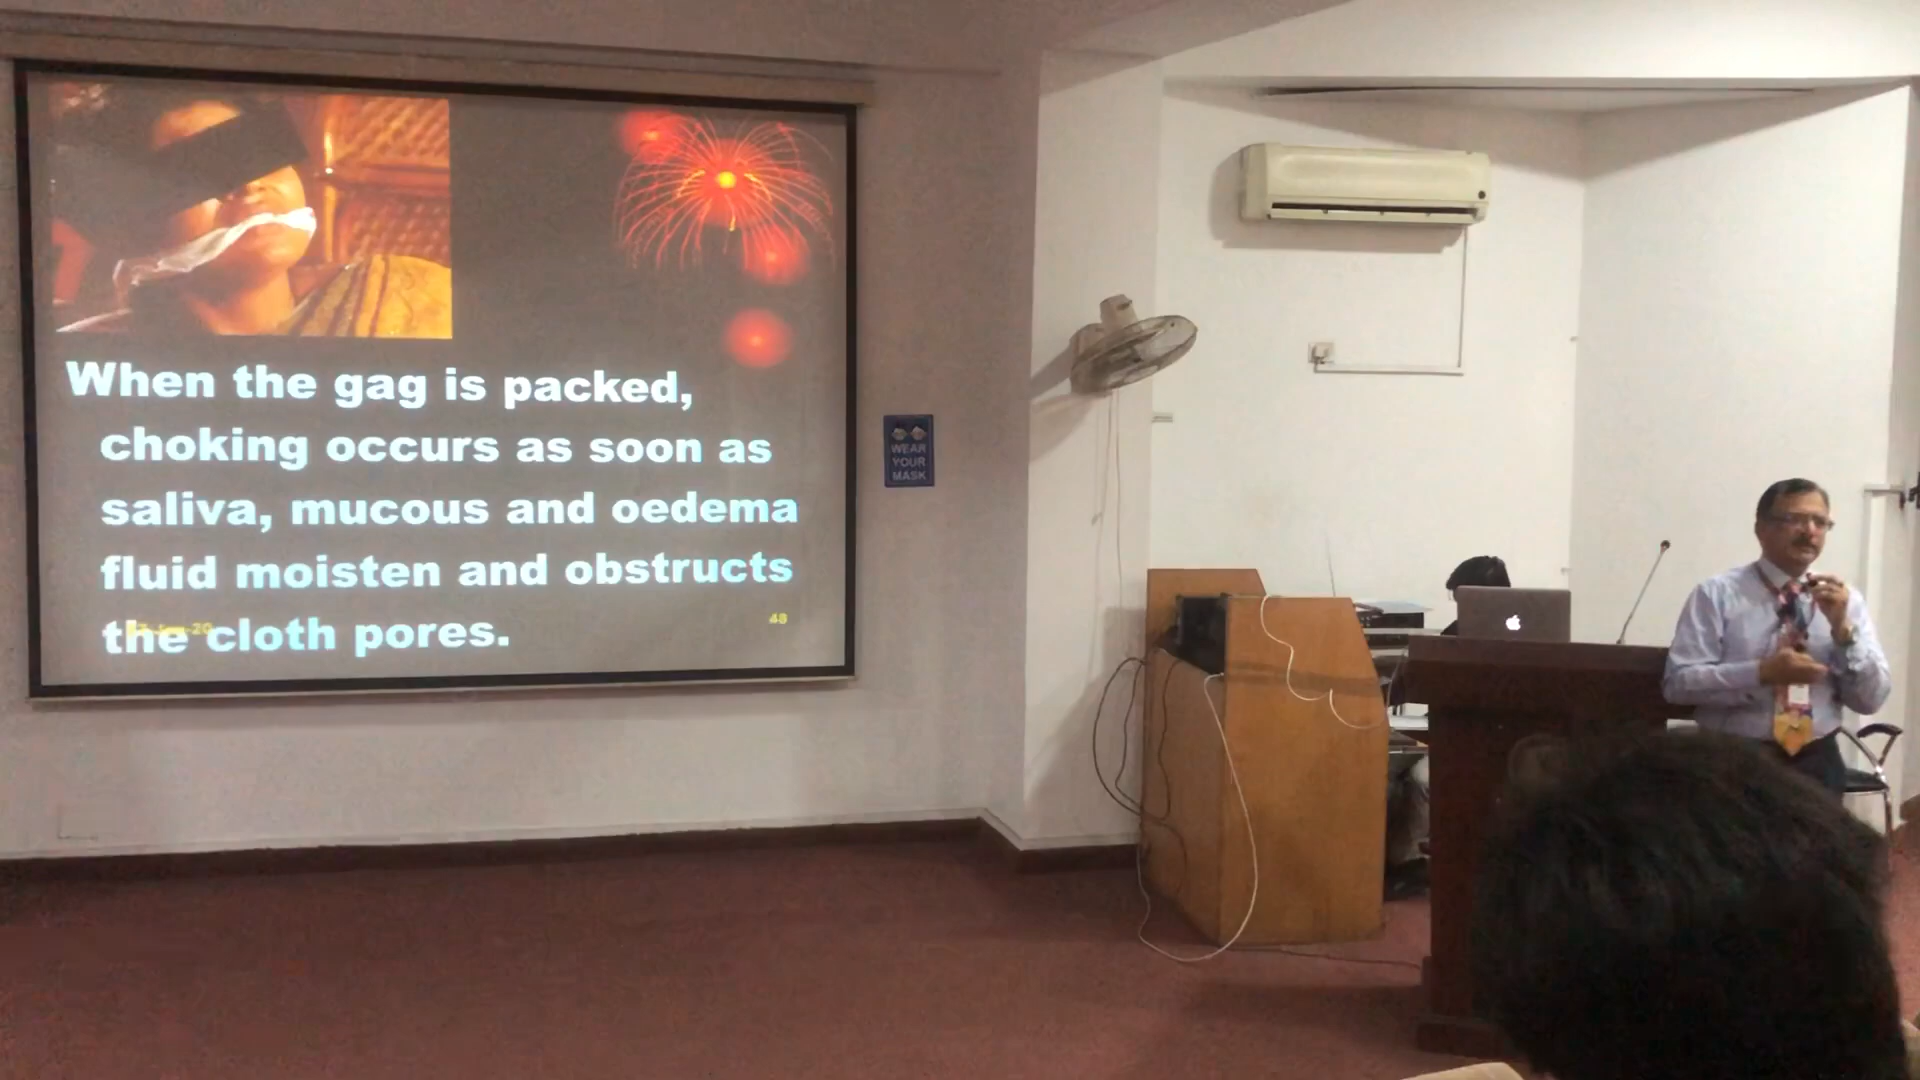 When the gag is packed,
choking occurs as soon as
saliva, mucous and oedema
fluid moisten and obstructs
the cloth pores.
48
WEAR
YOUR
MASK